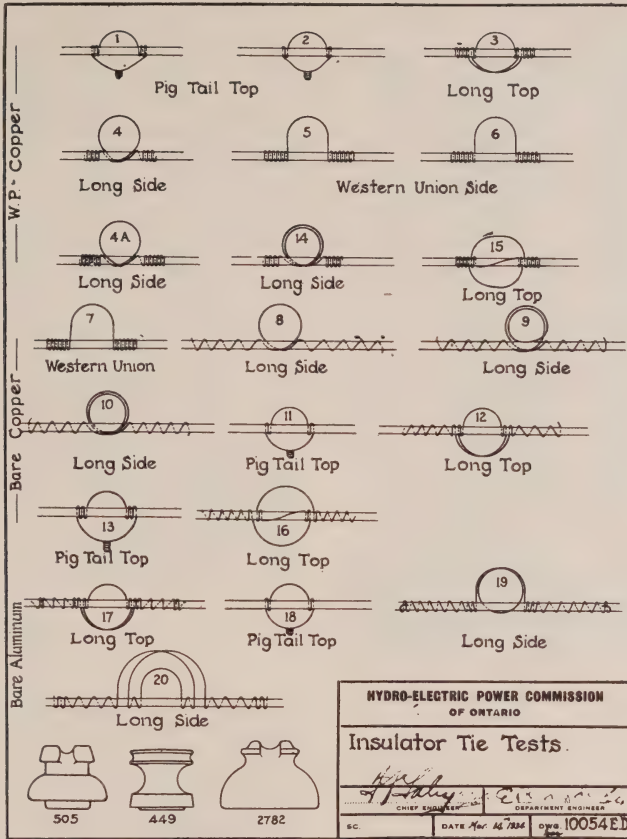 1 2 3
Pig Tail Top Long Top
W.P. - Copper
4 5 6
Long Side Western Union Side
4A 14 15
Long Side Long Side Long Top
7 8 9
Western Union Long Side Long Side
Bare Copper
10 11 12
Long Side Pig Tail Top Long Top
13 16
Pig Tail Top Long Top
Bare Aluminum
17 18 19
Long Top Pig Tail Top Long Side
20
Long Side
505 449 2782
HYDRO-ELECTRIC POWER COMMISSION
OF ONTARIO
Insulator Tie Tests.
CHIEF ENGINEER DEPARTMENT ENGINEER
SC. DATE DWG. 10054 E.D.